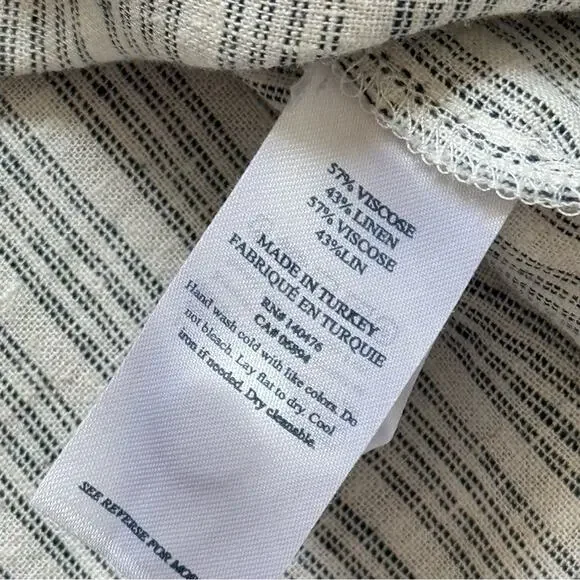 57% VISCOSE
43% LINEN
57% VISCOSE
43%LIN
MADE IN TURKEY
FABRIQUÉ EN TURQUIE
RN# 140476
CA# 06994
Hand wash cold with like colors. Do
not bleach. Lay flat to dry. Cool
iron if needed. Dry cleanable.
SEE REVERSE FOR MOR